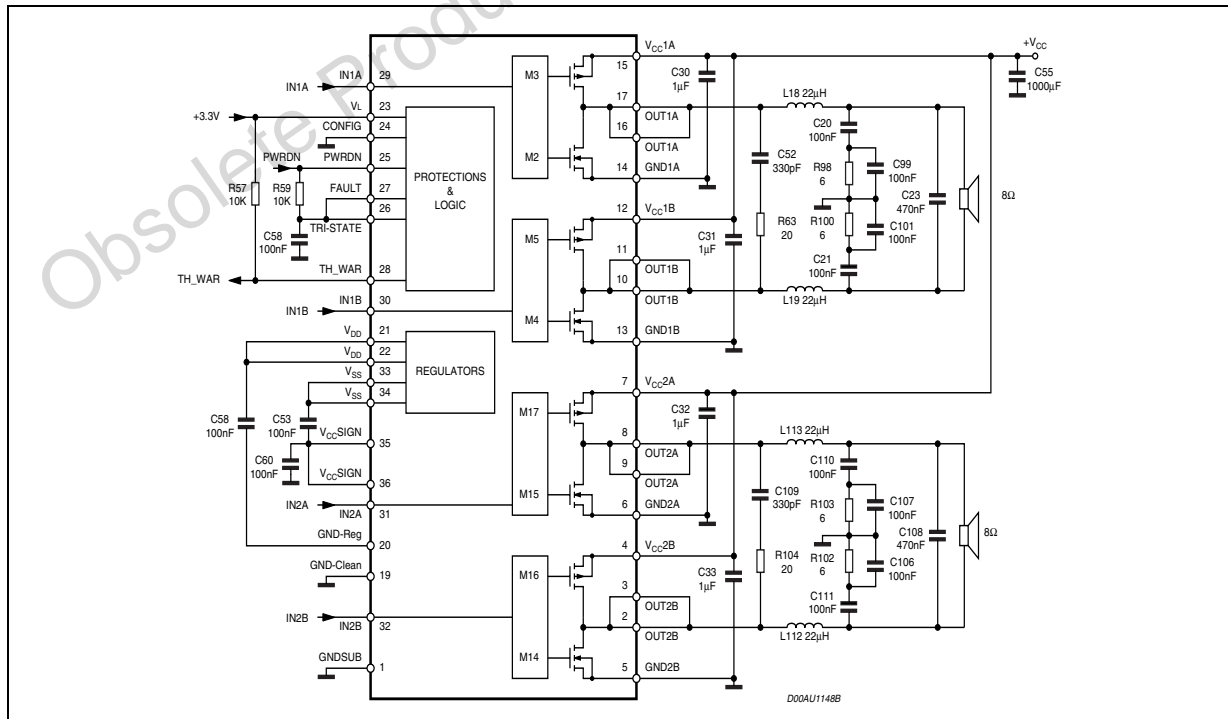 Obsolete Produ
IN1A
IN1A
29
+3.3V
VL
23
CONFIG
24
PWRDN
PWRDN
25
R57
10K
R59
10K
FAULT
27
26
TRI-STATE
C58
100nF
TH_WAR
TH_WAR
28
PROTECTIONS
&
LOGIC
IN1B
IN1B
30
VDD
21
VDD
22
VSS
33
VSS
34
REGULATORS
C58
100nF
C53
100nF
VCCSIGN
35
C60
100nF
VCCSIGN
36
IN2A
IN2A
31
GND-Reg
20
GND-Clean
19
IN2B
IN2B
32
GNDSUB
1
M3
M2
M5
M4
M17
M15
M16
M14
VCC1A
15
17
OUT1A
16
OUT1A
14
GND1A
12
VCC1B
11
OUT1B
10
OUT1B
13
GND1B
7
VCC2A
8
OUT2A
9
OUT2A
6
GND2A
4
VCC2B
3
OUT2B
2
OUT2B
5
GND2B
C30
1µF
C31
1µF
C32
1µF
C33
1µF
+VCC
C55
1000µF
L18 22µH
C20
100nF
C52
330pF
R98
6
C99
100nF
C23
470nF
8Ω
R63
20
R100
6
C101
100nF
C21
100nF
L19 22µH
L113 22µH
C110
100nF
C109
330pF
R103
6
C107
100nF
C108
470nF
8Ω
R104
20
R102
6
C106
100nF
C111
100nF
L112 22µH
D00AU1148B